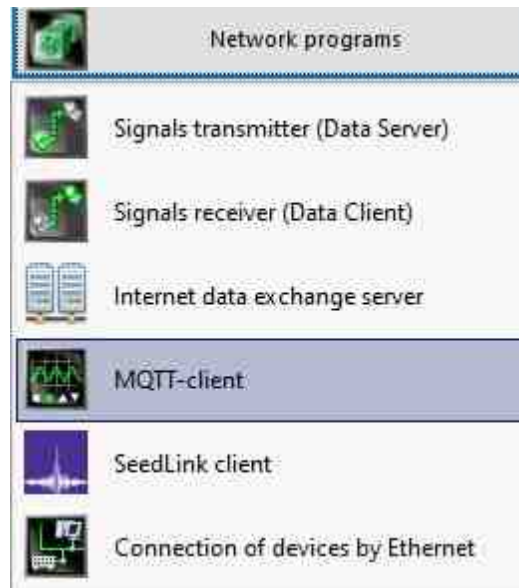 Network programs
Signals transmitter (Data Server)
Signals receiver (Data Client)
Internet data exchange server
MQTT-client
SeedLink client
Connection of devices by Ethernet